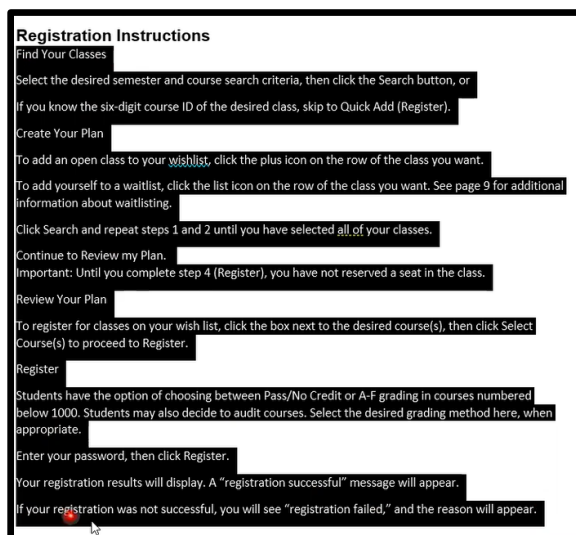 Registration Instructions
Find Your Classes
Select the desired semester and course search criteria, then click the Search button, or
If you know the six-digit course ID of the desired class, skip to Quick Add (Register).
Create Your Plan
To add an open class to your wishlist, click the plus icon on the row of the class you want.
To add yourself to a waitlist, click the list icon on the row of the class you want. See page 9 for additional
information about waitlisting.
Click Search and repeat steps 1 and 2 until you have selected all of your classes.
Continue to Review my Plan.
Important: Until you complete step 4 (Register), you have not reserved a seat in the class.
Review Your Plan
To register for classes on your wish list, click the box next to the desired course(s), then click Select
Course(s) to proceed to Register.
Register
Students have the option of choosing between Pass/No Credit or A-F grading in courses numbered
below 1000. Students may also decide to audit courses. Select the desired grading method here, when
appropriate.
Enter your password, then click Register.
Your registration results will display. A “registration successful” message will appear.
If your registration was not successful, you will see “registration failed,” and the reason will appear.